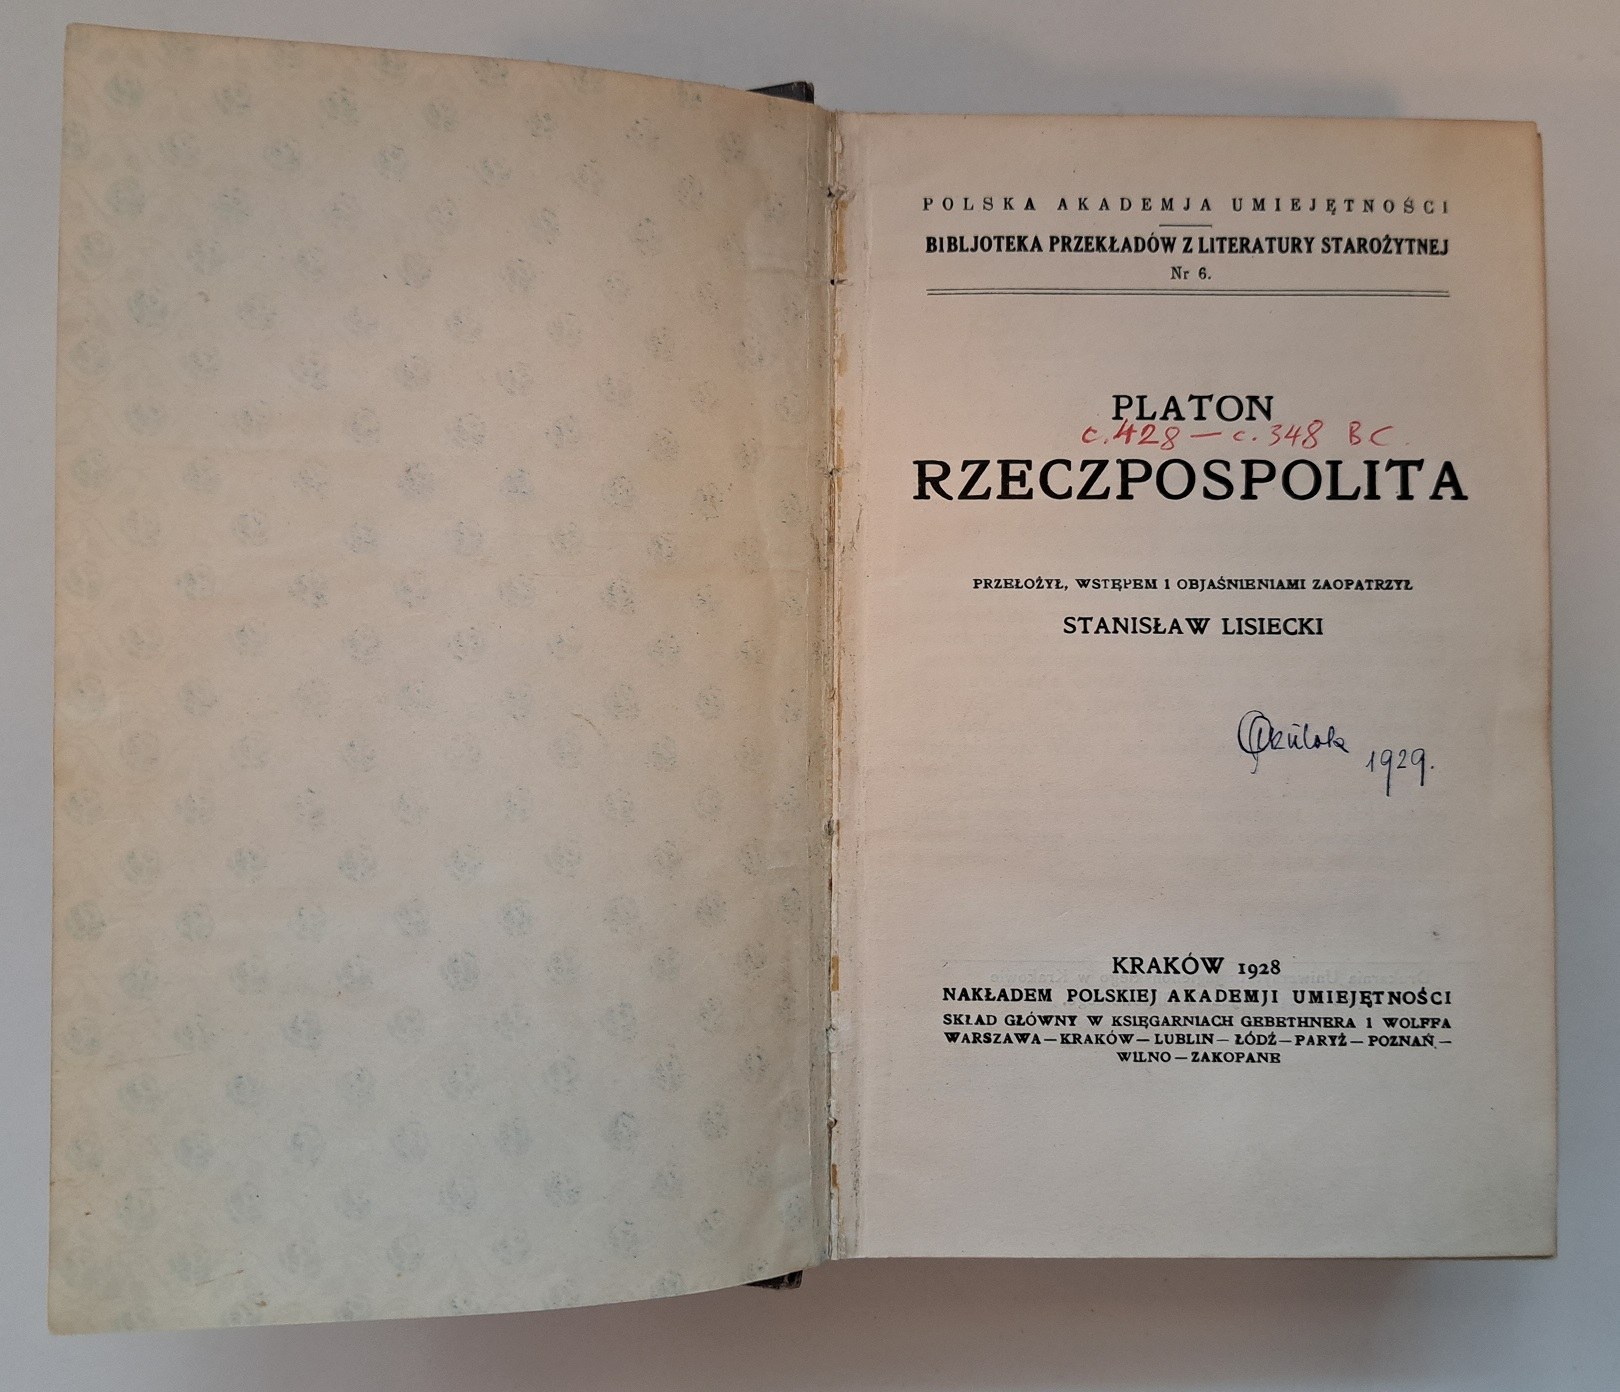 POLSKA AKADEMJA UMIEJĘTNOŚCI
BIBLJOTEKA PRZEKŁADÓW Z LITERATURY STAROŻYTNEJ
Nr 6.
PLATON
c. 428 — c. 348 BC.
RZECZPOSPOLITA
PRZEŁOŻYŁ, WSTĘPEM I OBJAŚNIENIAMI ZAOPATRZYŁ
STANISŁAW LISIECKI
1929.
KRAKÓW 1928
NAKŁADEM POLSKIEJ AKADEMJI UMIEJĘTNOŚCI
SKŁAD GŁÓWNY W KSIĘGARNIACH GEBETHNERA I WOLFFA
WARSZAWA — KRAKÓW — LUBLIN — ŁÓDŹ — PARYŻ — POZNAŃ —
WILNO — ZAKOPANE